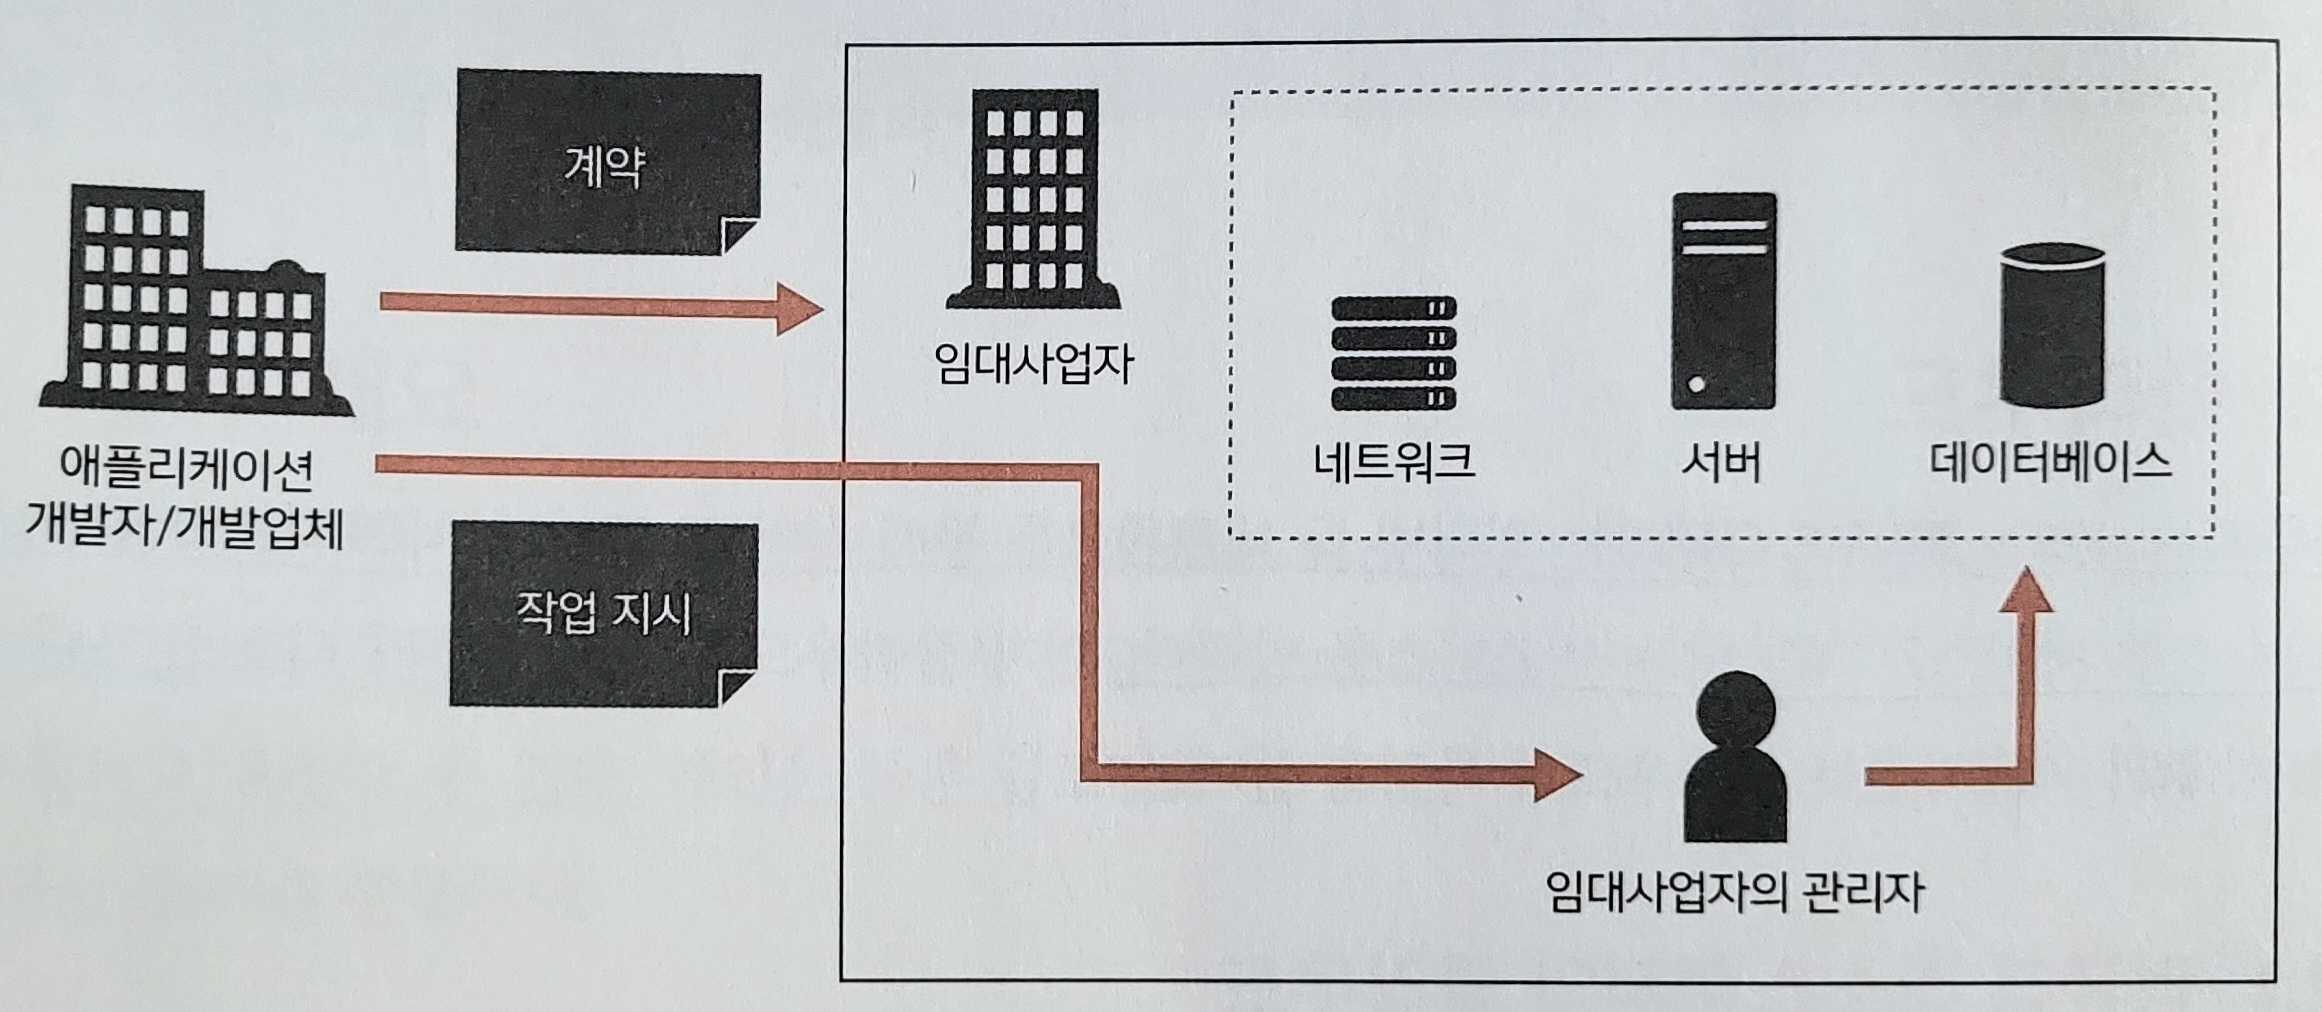 계약
임대사업자
네트워크
서버
데이터베이스
애플리케이션
개발자/개발업체
작업 지시
임대사업자의 관리자